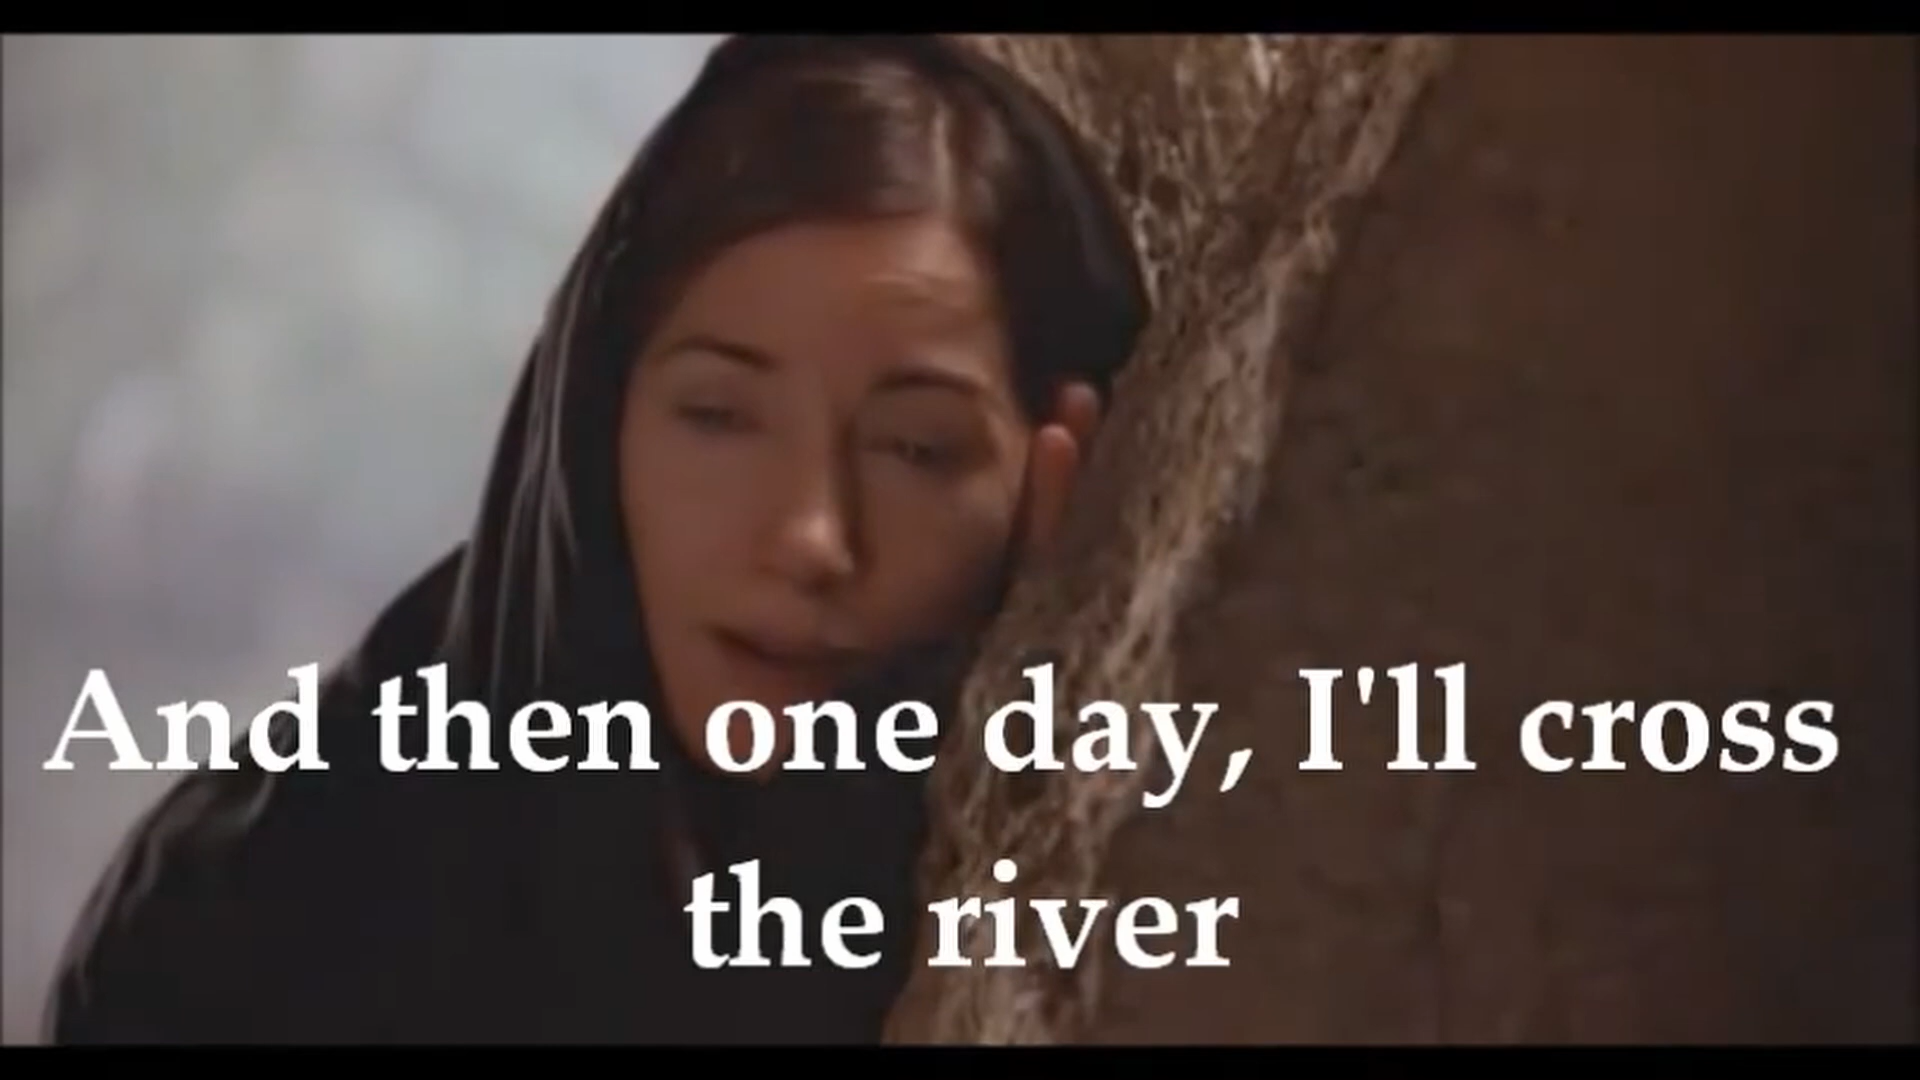 And then one day, I'll cross
the river